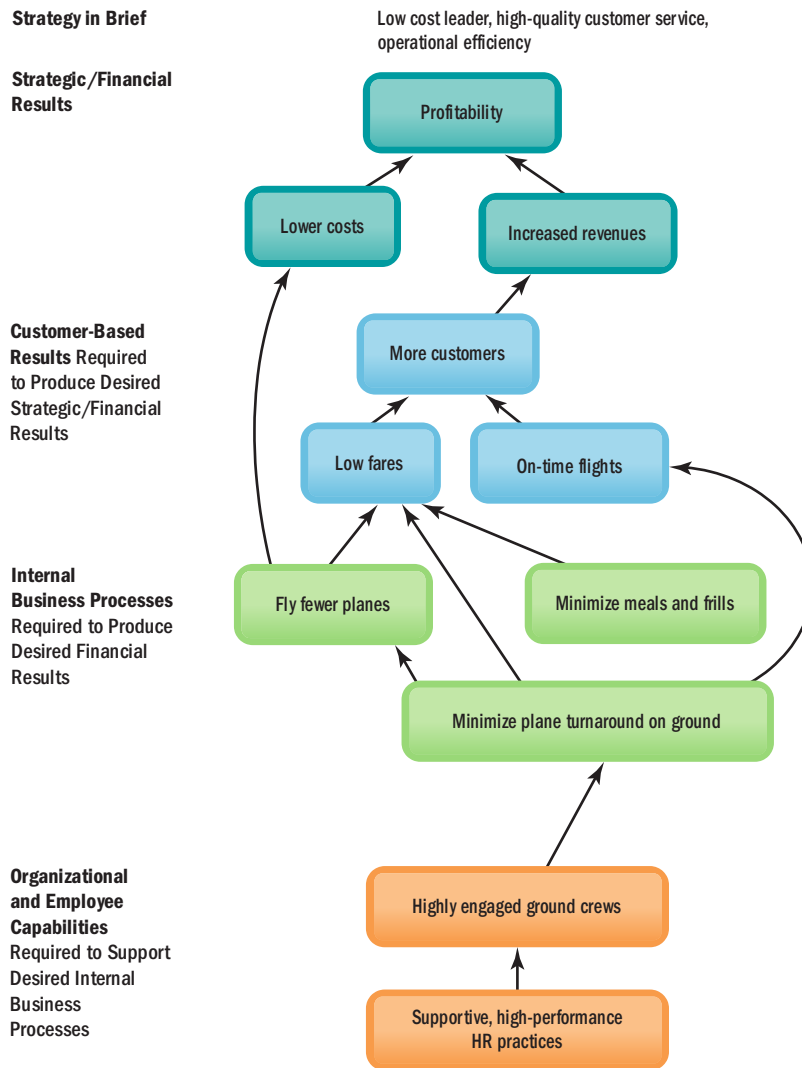 Strategy in Brief
Low cost leader, high-quality customer service,
operational efficiency
Strategic/Financial
Results
Profitability
Lower costs
Increased revenues
Customer-Based
Results Required
to Produce Desired
Strategic/Financial
Results
More customers
Low fares
On-time flights
Internal
Business Processes
Required to Produce
Desired Financial
Results
Fly fewer planes
Minimize meals and frills
Minimize plane turnaround on ground
Organizational
and Employee
Capabilities
Required to Support
Desired Internal
Business
Processes
Highly engaged ground crews
Supportive, high-performance
HR practices